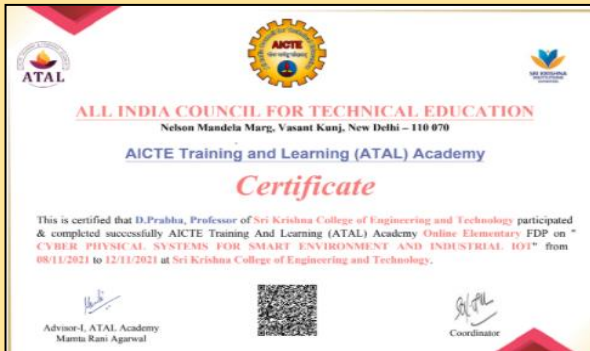 ATAL
AICTE
SRI KRISHNA
INSTITUTIONS
ALL INDIA COUNCIL FOR TECHNICAL EDUCATION
Nelson Mandela Marg, Vasant Kunj, New Delhi – 110 070
AICTE Training and Learning (ATAL) Academy
Certificate
This is certified that D.Prabha, Professor of Sri Krishna College of Engineering and Technology participated
& completed successfully AICTE Training And Learning (ATAL) Academy Online Elementary FDP on "
CYBER PHYSICAL SYSTEMS FOR SMART ENVIRONMENT AND INDUSTRIAL IOT" from
08/11/2021 to 12/11/2021 at Sri Krishna College of Engineering and Technology.
Advisor-I, ATAL Academy
Mamta Rani Agarwal
Coordinator